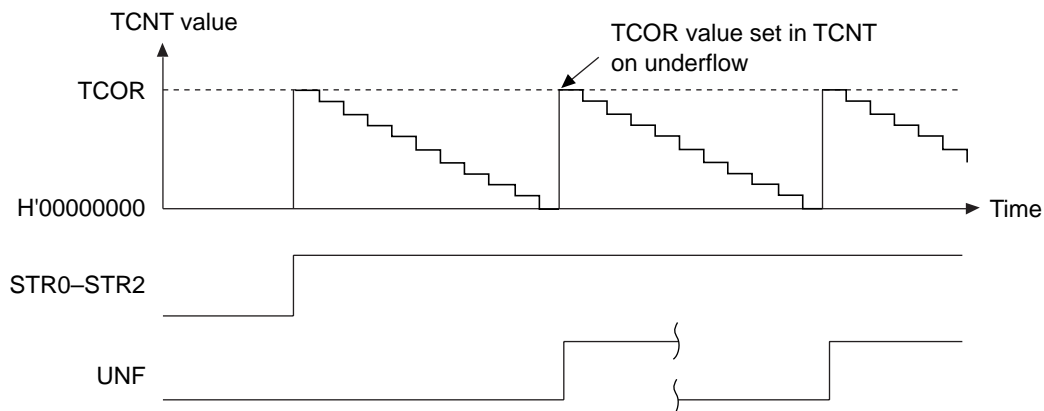 TCNT value
TCOR value set in TCNT
on underflow
TCOR
H'00000000
Time
STR0–STR2
UNF